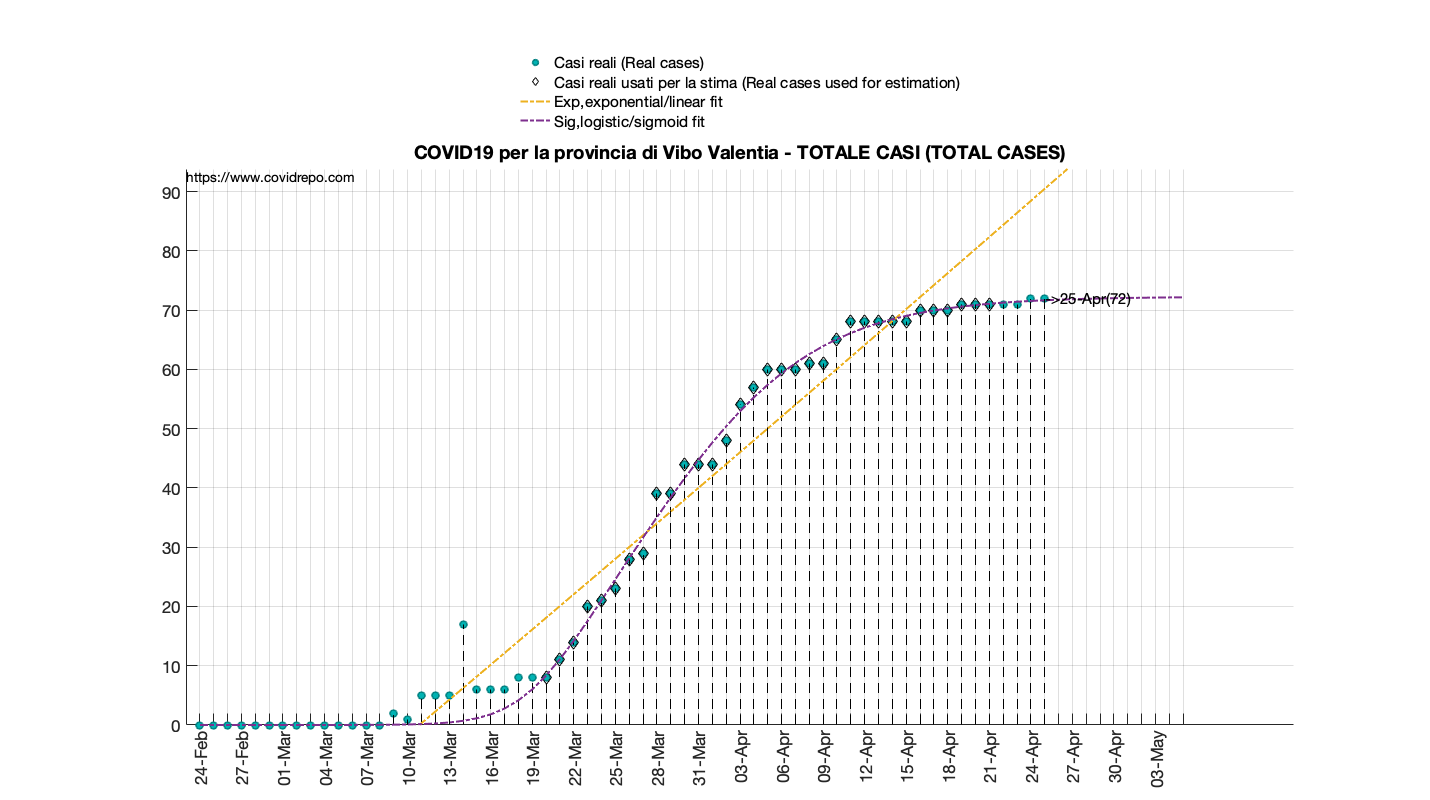 Casi reali (Real cases)
Casi reali usati per la stima (Real cases used for estimation)
Exp,exponential/linear fit
Sig,logistic/sigmoid fit
COVID19 per la provincia di Vibo Valentia - TOTALE CASI (TOTAL CASES)
https://www.covidrepo.com
90
80
70
60
50
40
30
20
10
0
>25-Apr(72)
24-Feb
27-Feb
01-Mar
04-Mar
07-Mar
10-Mar
13-Mar
16-Mar
19-Mar
22-Mar
25-Mar
28-Mar
31-Mar
03-Apr
06-Apr
09-Apr
12-Apr
15-Apr
18-Apr
21-Apr
24-Apr
27-Apr
30-Apr
03-May